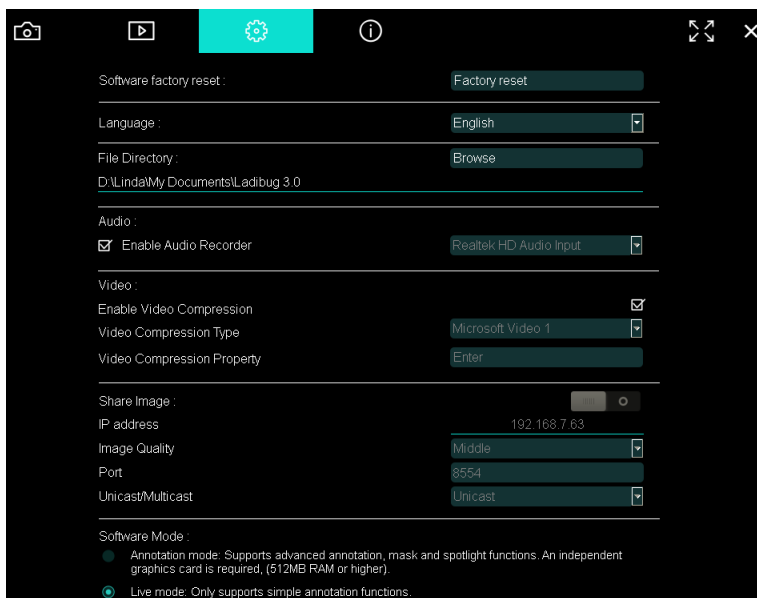 Software factory reset :
Factory reset
Language :
English
File Directory :
Browse
D:\Linda\My Documents\Ladibug 3.0
Audio :
Enable Audio Recorder
Realtek HD Audio Input
Video :
Enable Video Compression
Video Compression Type
Microsoft Video 1
Video Compression Property
Enter
Share Image :
IP address
192.168.7.63
Image Quality
Middle
Port
8554
Unicast/Multicast
Unicast
Software Mode :
Annotation mode: Supports advanced annotation, mask and spotlight functions. An independent
graphics card is required, (512MB RAM or higher).
Live mode: Only supports simple annotation functions.